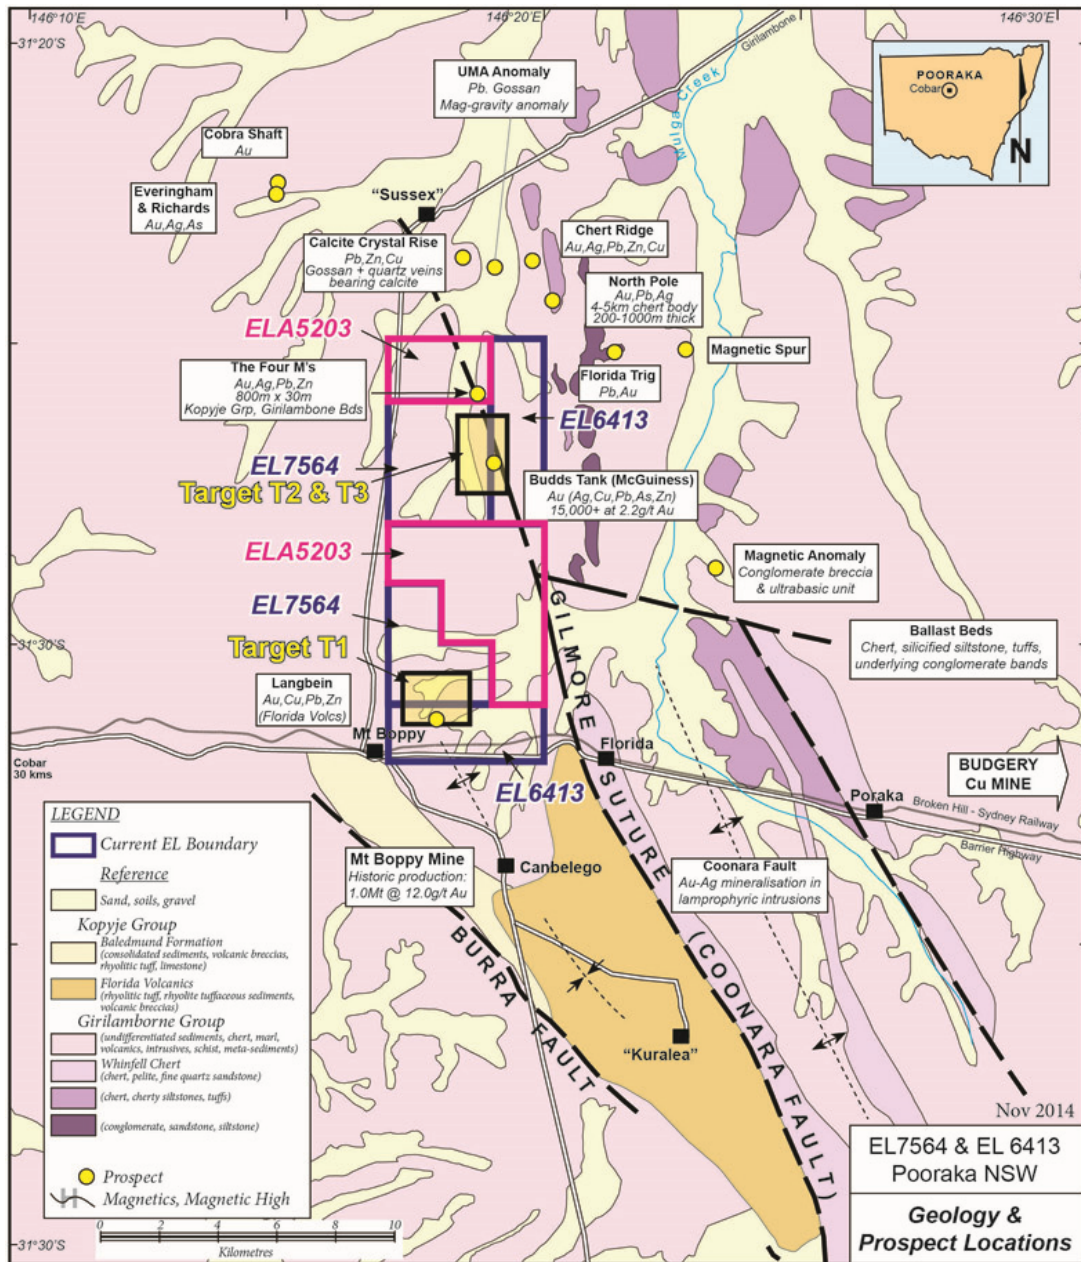 146°10'E
146°20'E
146°30'E
31°20'S
Girilambone
UMA Anomaly
Pb. Gossan
Mag-gravity anomaly
Mulga Creek
POORAKA
Cobar
N
Cobra Shaft
Au
Everingham
& Richards
Au,Ag,As
"Sussex"
Calcite Crystal Rise
Pb,Zn,Cu
Gossan + quartz veins
bearing calcite
Chert Ridge
Au,Ag,Pb,Zn,Cu
North Pole
Au,Pb,Ag
4-5km chert body
200-1000m thick
ELA5203
The Four M's
Au,Ag,Pb,Zn
800m x 30m
Kopyje Grp, Girilambone Bds
Magnetic Spur
Florida Trig
Pb,Au
EL6413
EL7564
Target T2 & T3
Budds Tank (McGuiness)
Au (Ag,Cu,Pb,As,Zn)
15,000+ at 2.2g/t Au
ELA5203
Magnetic Anomaly
Conglomerate breccia
& ultrabasic unit
EL7564
31°30'S
Target T1
Ballast Beds
Chert, silicified siltstone, tuffs,
underlying conglomerate bands
Langbein
Au,Cu,Pb,Zn
(Florida Volcs)
GILMORE SUTURE (COONARA FAULT)
Mt Boppy
Florida
Cobar
30 kms
BUDGERY
Cu MINE
EL6413
Poraka
Broken Hill - Sydney Railway
Barrier Highway
LEGEND
Current EL Boundary
Reference
Sand, soils, gravel
Kopyje Group
Baledmund Formation
(consolidated sediments, volcanic breccias,
rhyolitic tuff, limestone)
Florida Volcanics
(rhyolitic tuff, rhyolite tuffaceous sediments,
volcanic breccias)
Girilamborne Group
(undifferentiated sediments, chert, marl,
volcanics, intrusives, schist, meta-sediments)
Whinfell Chert
(chert, pelite, fine quartz sandstone)
(chert, cherty siltstones, tuffs)
(conglomerate, sandstone, siltstone)
Prospect
Magnetics, Magnetic High
Mt Boppy Mine
Historic production:
1.0Mt @ 12.0g/t Au
Canbelego
Coonara Fault
Au-Ag mineralisation in
lamprophyric intrusions
BURRA FAULT
"Kuralea"
Nov 2014
EL7564 & EL 6413
Pooraka NSW
Geology &
Prospect Locations
0 2 4 6 8 10
Kilometres
31°30'S